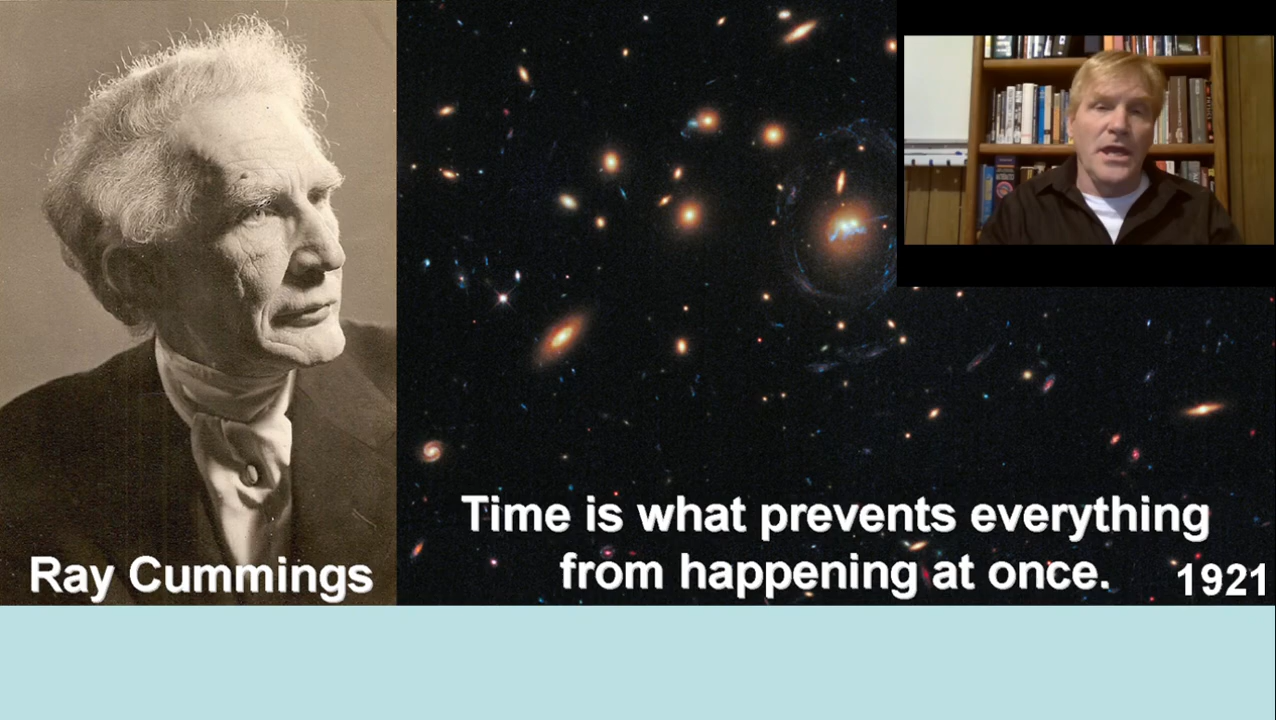 Ray Cummings
Time is what prevents everything
from happening at once.
1921